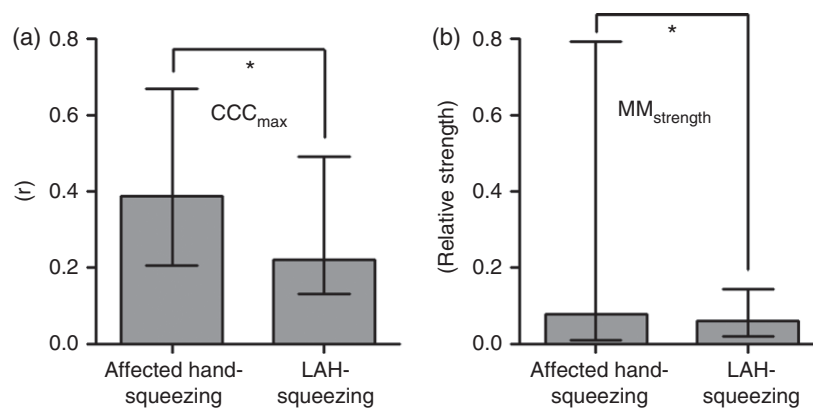 (a)
0.8
0.6
0.4
0.2
0.0
(r)
*
CCCmax
Affected hand-
squeezing
LAH-
squeezing
(b)
0.8
0.6
0.4
0.2
0.0
(Relative strength)
*
MMstrength
Affected hand-
squeezing
LAH-
squeezing